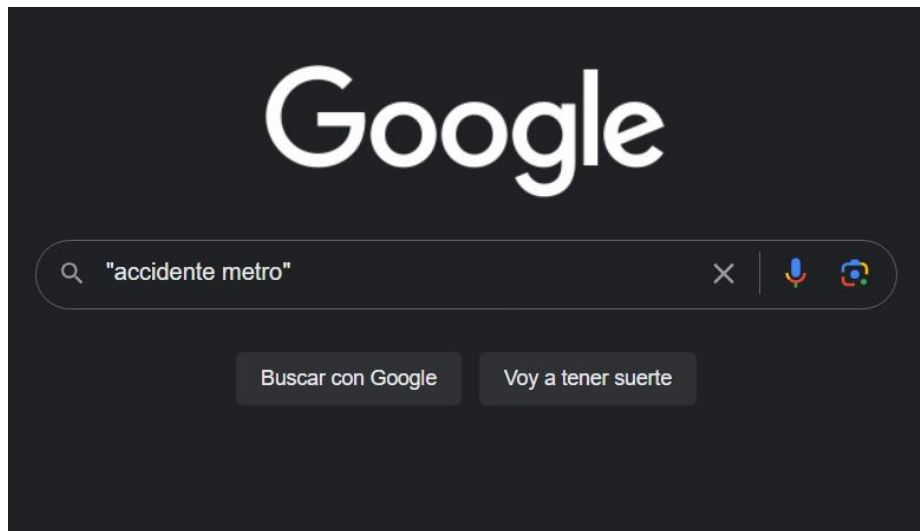 Google
"accidente metro"
Buscar con Google
Voy a tener suerte